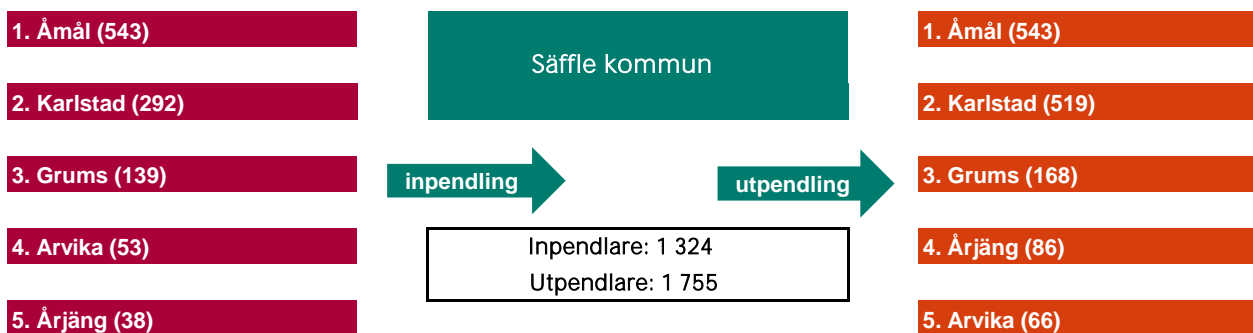 1. Åmål (543)
2. Karlstad (292)
3. Grums (139)
4. Arvika (53)
5. Årjäng (38)
Säffle kommun
inpendling
utpendling
Inpendlare: 1 324
Utpendlare: 1 755
1. Åmål (543)
2. Karlstad (519)
3. Grums (168)
4. Årjäng (86)
5. Arvika (66)